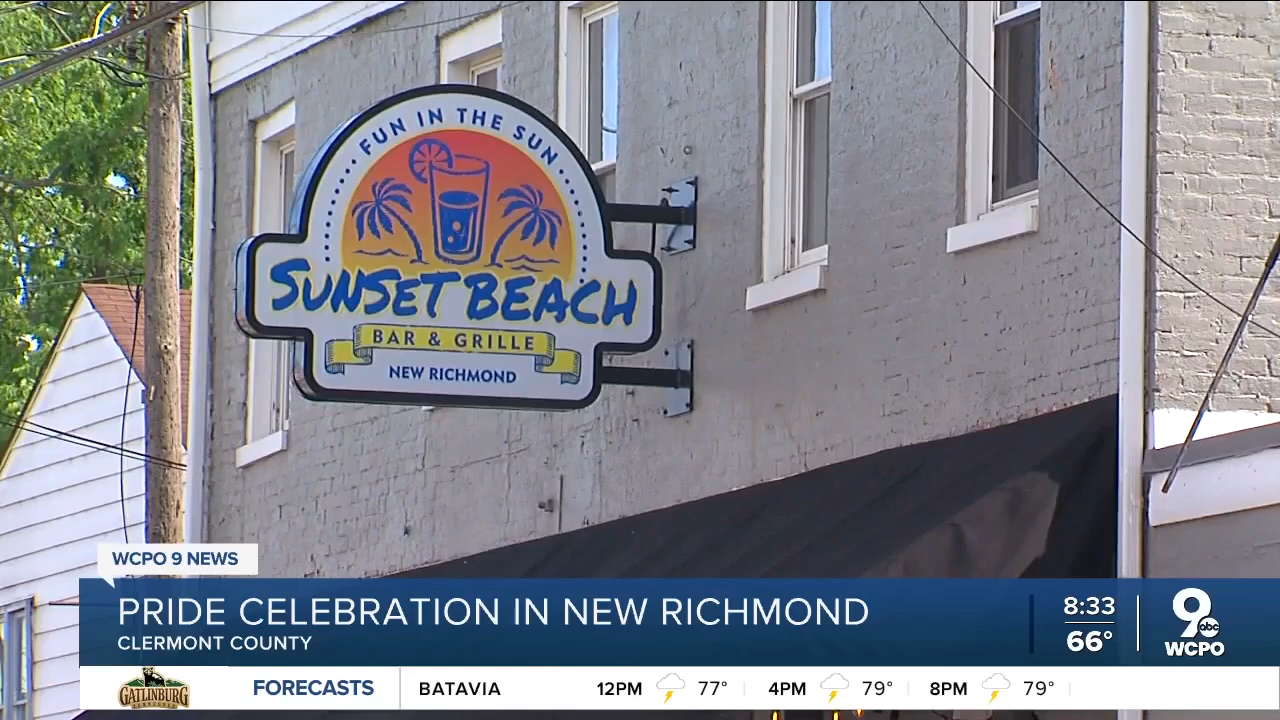 FUN IN THE SUN
SUNSET BEACH
BAR & GRILLE
NEW RICHMOND
WCPO 9 NEWS
PRIDE CELEBRATION IN NEW RICHMOND
CLERMONT COUNTY
8:33
66°
9 abc
WCPO
GATLINBURG
TENNESSEE
FORECASTS
BATAVIA 12PM 77° 4PM 79° 8PM 79°